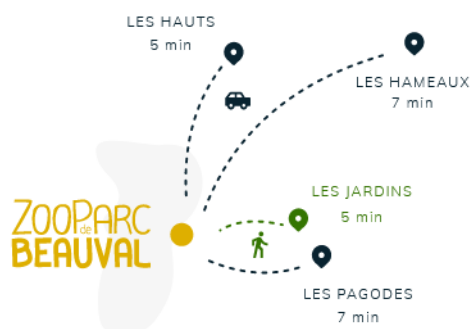 LES HAUTS
5 min
LES HAMEAUX
7 min
LES JARDINS
5 min
ZOOPARC
de
BEAUVAL
LES PAGODES
7 min